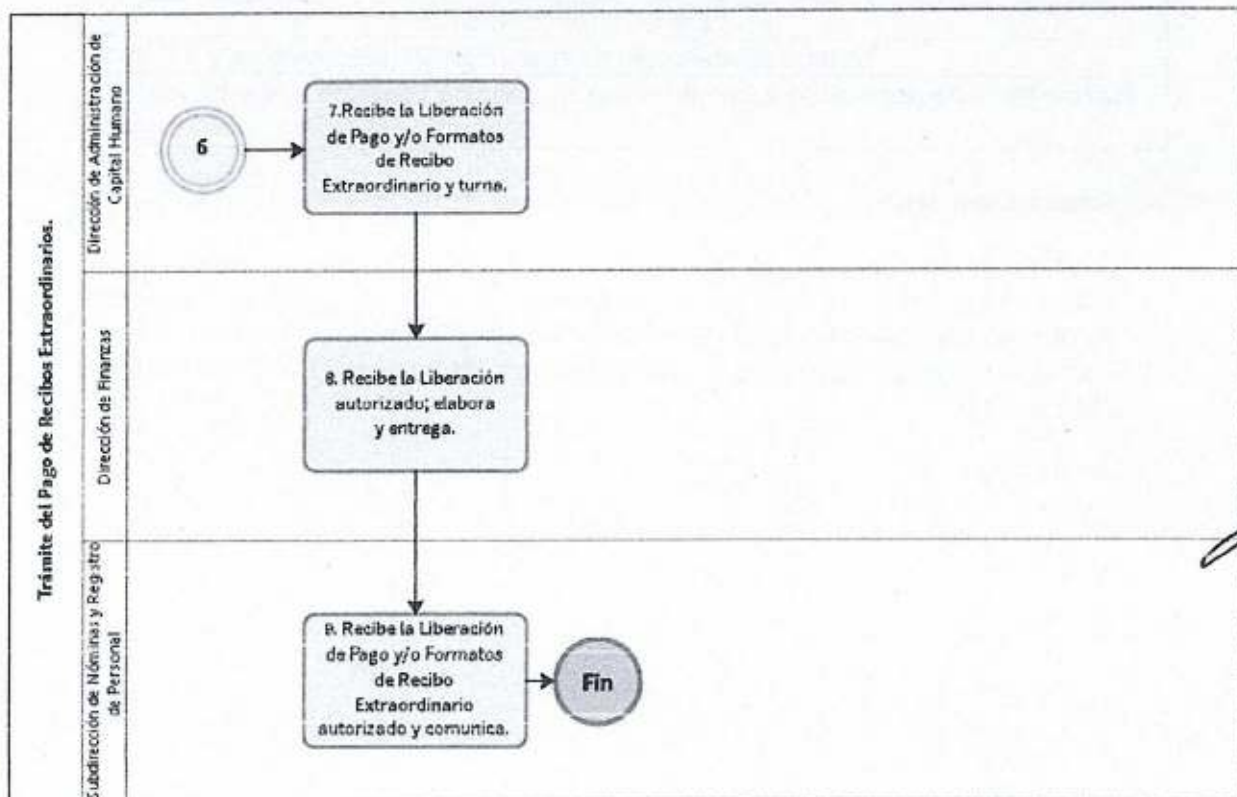 Trámite del Pago de Recibos Extraordinarios.
Dirección de Administración de
Capital Humano
6
7.Recibe la Liberación
de Pago y/o Formatos
de Recibo
Extraordinario y turna.
Dirección de Finanzas
8. Recibe la Liberación
autorizado; elabora
y entrega.
Subdirección de Nóminas y Registro
de Personal
9. Recibe la Liberación
de Pago y/o Formatos
de Recibo
Extraordinario
autorizado y comunica.
Fin